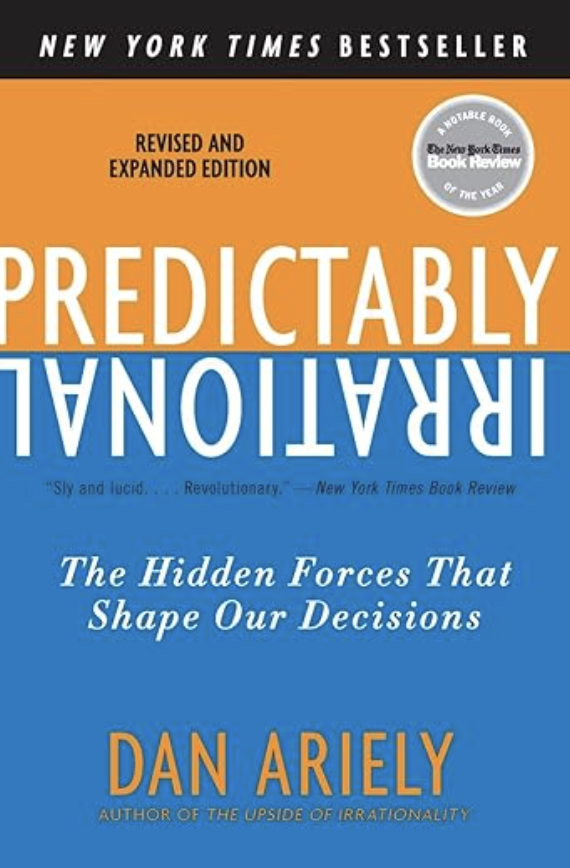 NEW YORK TIMES BESTSELLER
REVISED AND
EXPANDED EDITION
A NOTABLE BOOK
The New York Times
Book Review
OF THE YEAR
PREDICTABLY
IRRATIONAL
“Sly and lucid. . . . Revolutionary.” —New York Times Book Review
The Hidden Forces That
Shape Our Decisions
DAN ARIELY
AUTHOR OF THE UPSIDE OF IRRATIONALITY